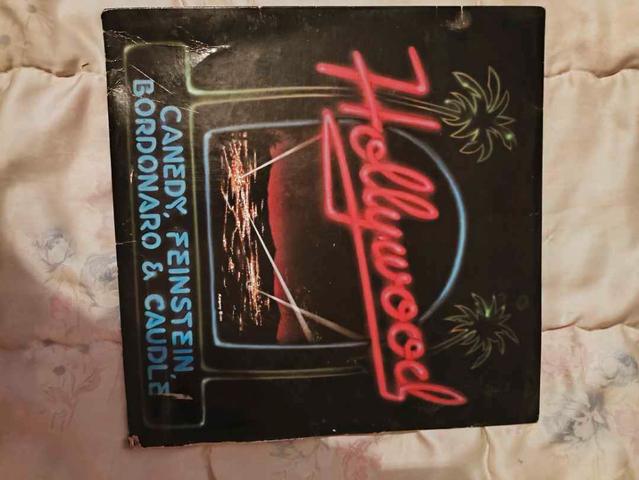 Hollywood
CANEDY, FEINSTEIN,
BORDONARO & CAUDLE